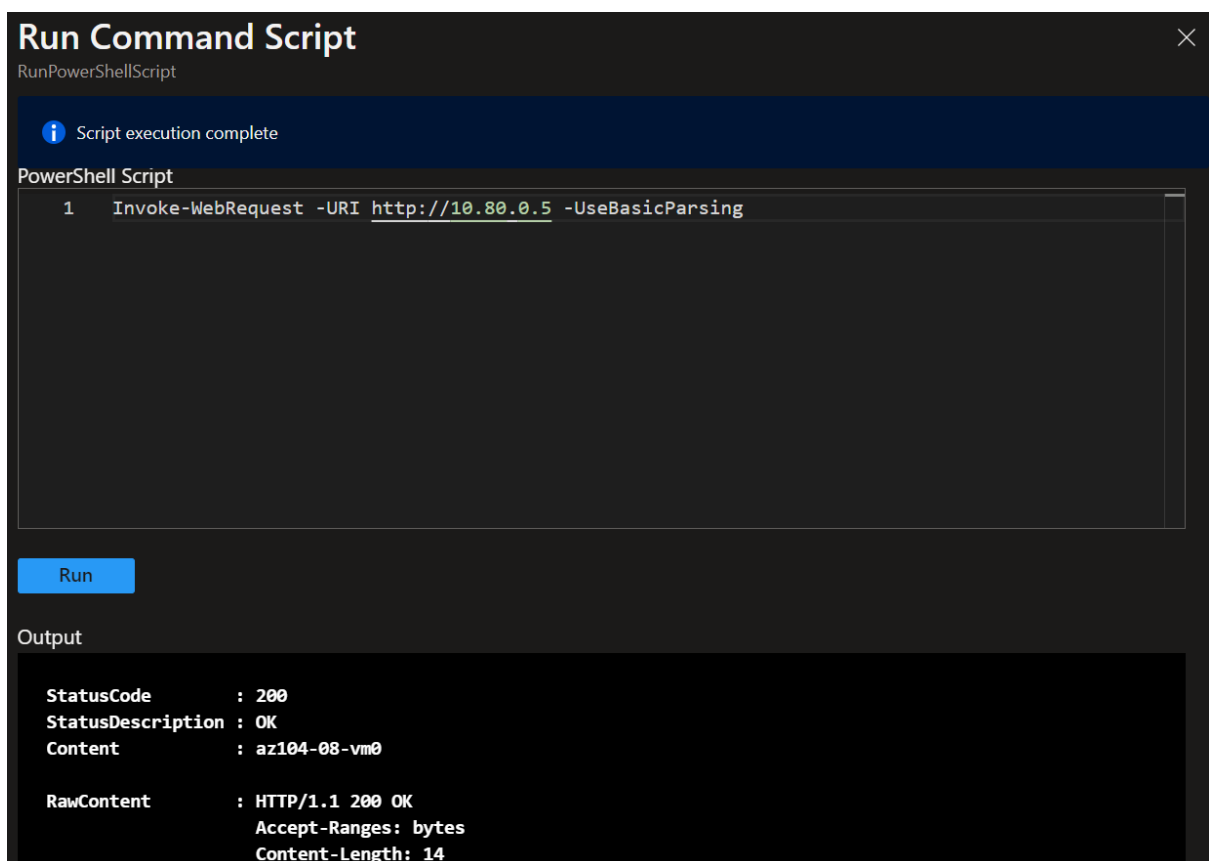 Run Command Script
RunPowerShellScript
Script execution complete
PowerShell Script
1 Invoke-WebRequest -URI http://10.80.0.5 -UseBasicParsing
Run
Output
StatusCode : 200
StatusDescription : OK
Content : az104-08-vm0
RawContent : HTTP/1.1 200 OK
Accept-Ranges: bytes
Content-Length: 14